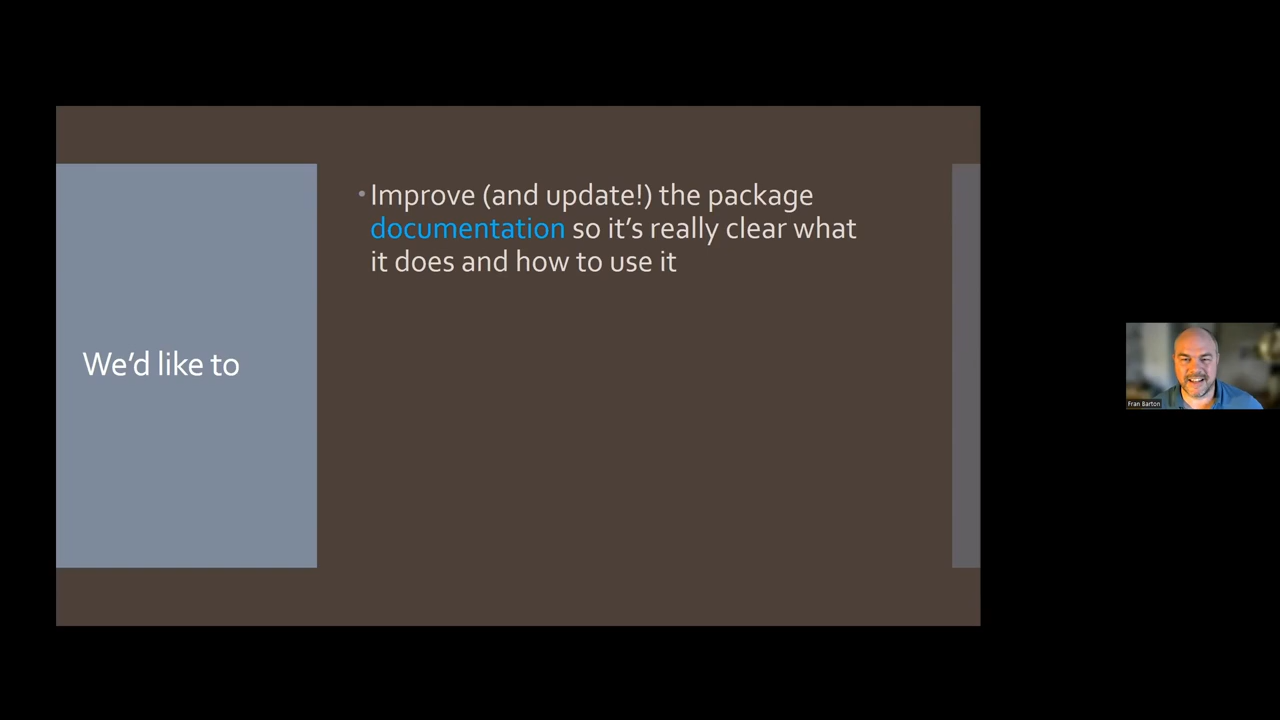 We'd like to
• Improve (and update!) the package
documentation so it's really clear what
it does and how to use it
Fran Barton